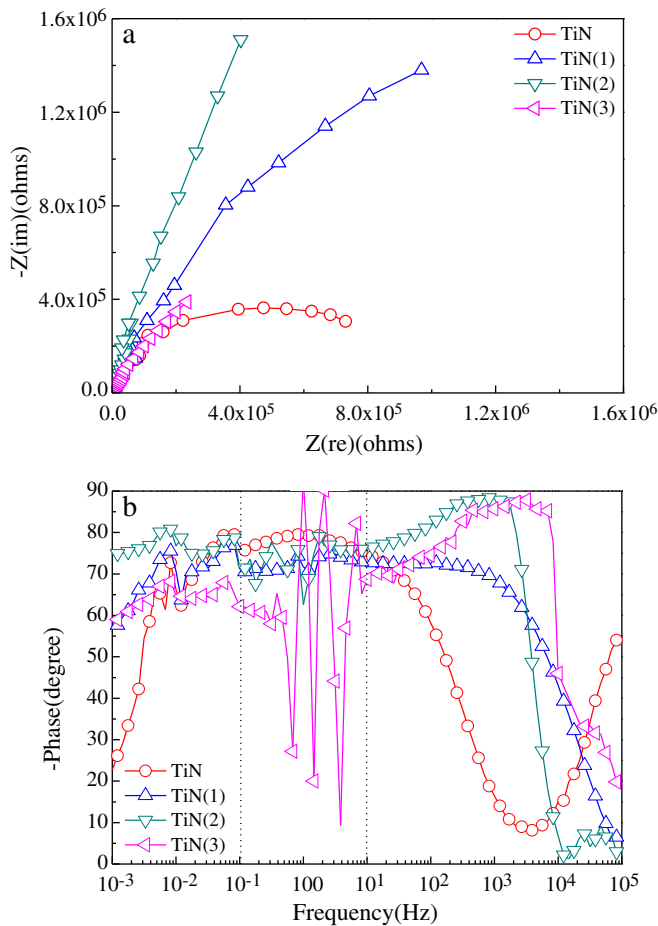 a
1.6x10^6
1.2x10^6
8.0x10^5
4.0x10^5
0.0
-Z(im)(ohms)
TiN
TiN(1)
TiN(2)
TiN(3)
0.0 4.0x10^5 8.0x10^5 1.2x10^6 1.6x10^6
Z(re)(ohms)
b
90
80
70
60
50
40
30
20
10
0
-Phase(degree)
TiN
TiN(1)
TiN(2)
TiN(3)
10^-3 10^-2 10^-1 100 10^1 10^2 10^3 10^4 10^5
Frequency(Hz)